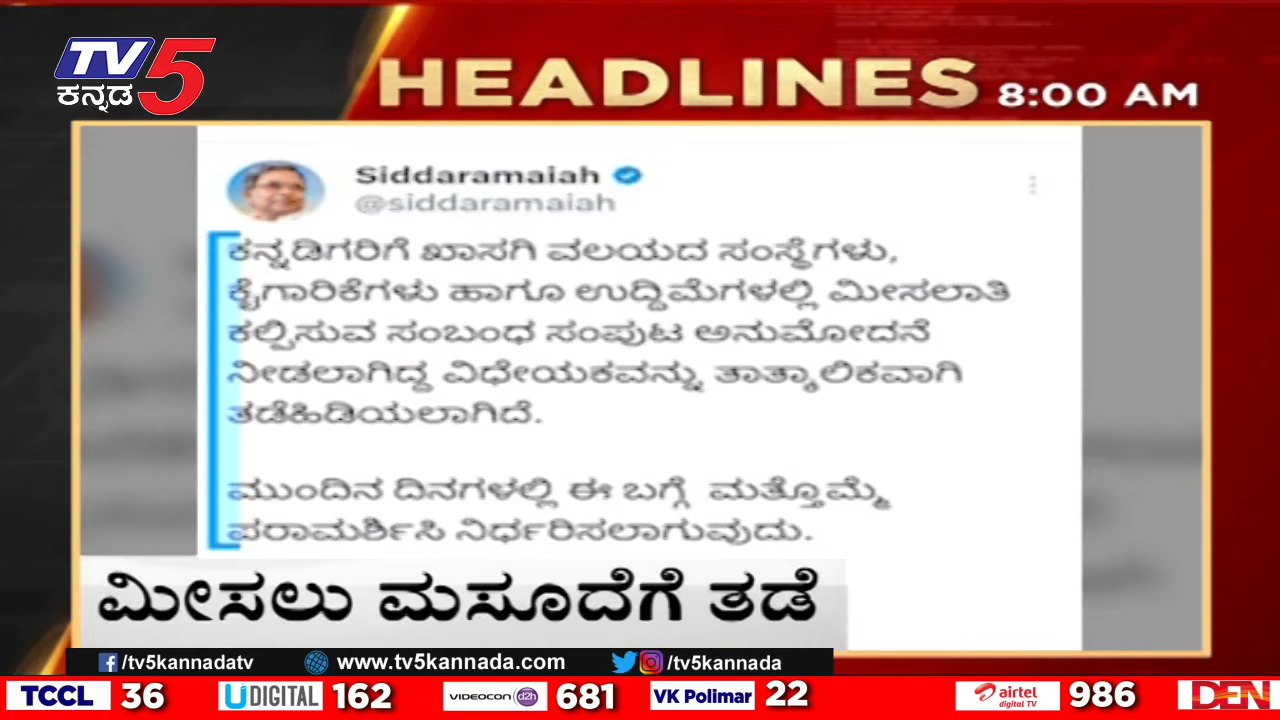 TV5
ಕನ್ನಡ
HEADLINES 8:00 AM
Siddaramaiah
@siddaramaiah
ಕನ್ನಡಿಗರಿಗೆ ಖಾಸಗಿ ವಲಯದ ಸಂಸ್ಥೆಗಳು,
ಕೈಗಾರಿಕೆಗಳು ಹಾಗೂ ಉದ್ದಿಮೆಗಳಲ್ಲಿ ಮೀಸಲಾತಿ
ಕಲ್ಪಿಸುವ ಸಂಬಂಧ ಸಂಪುಟ ಅನುಮೋದನೆ
ನೀಡಲಾಗಿದ್ದ ವಿಧೇಯಕವನ್ನು ತಾತ್ಕಾಲಿಕವಾಗಿ
ತಡೆಹಿಡಿಯಲಾಗಿದೆ.
ಮುಂದಿನ ದಿನಗಳಲ್ಲಿ ಈ ಬಗ್ಗೆ ಮತ್ತೊಮ್ಮೆ
ಪರಾಮರ್ಶಿಸಿ ನಿರ್ಧರಿಸಲಾಗುವುದು.
ಮೀಸಲು ಮಸೂದೆಗೆ ತಡೆ
/tv5kannadatv www.tv5kannada.com /tv5kannada
TCCL 36 U DIGITAL 162 VIDEOCON d2h 681 VK Polimar 22 airtel digital TV 986 DEN